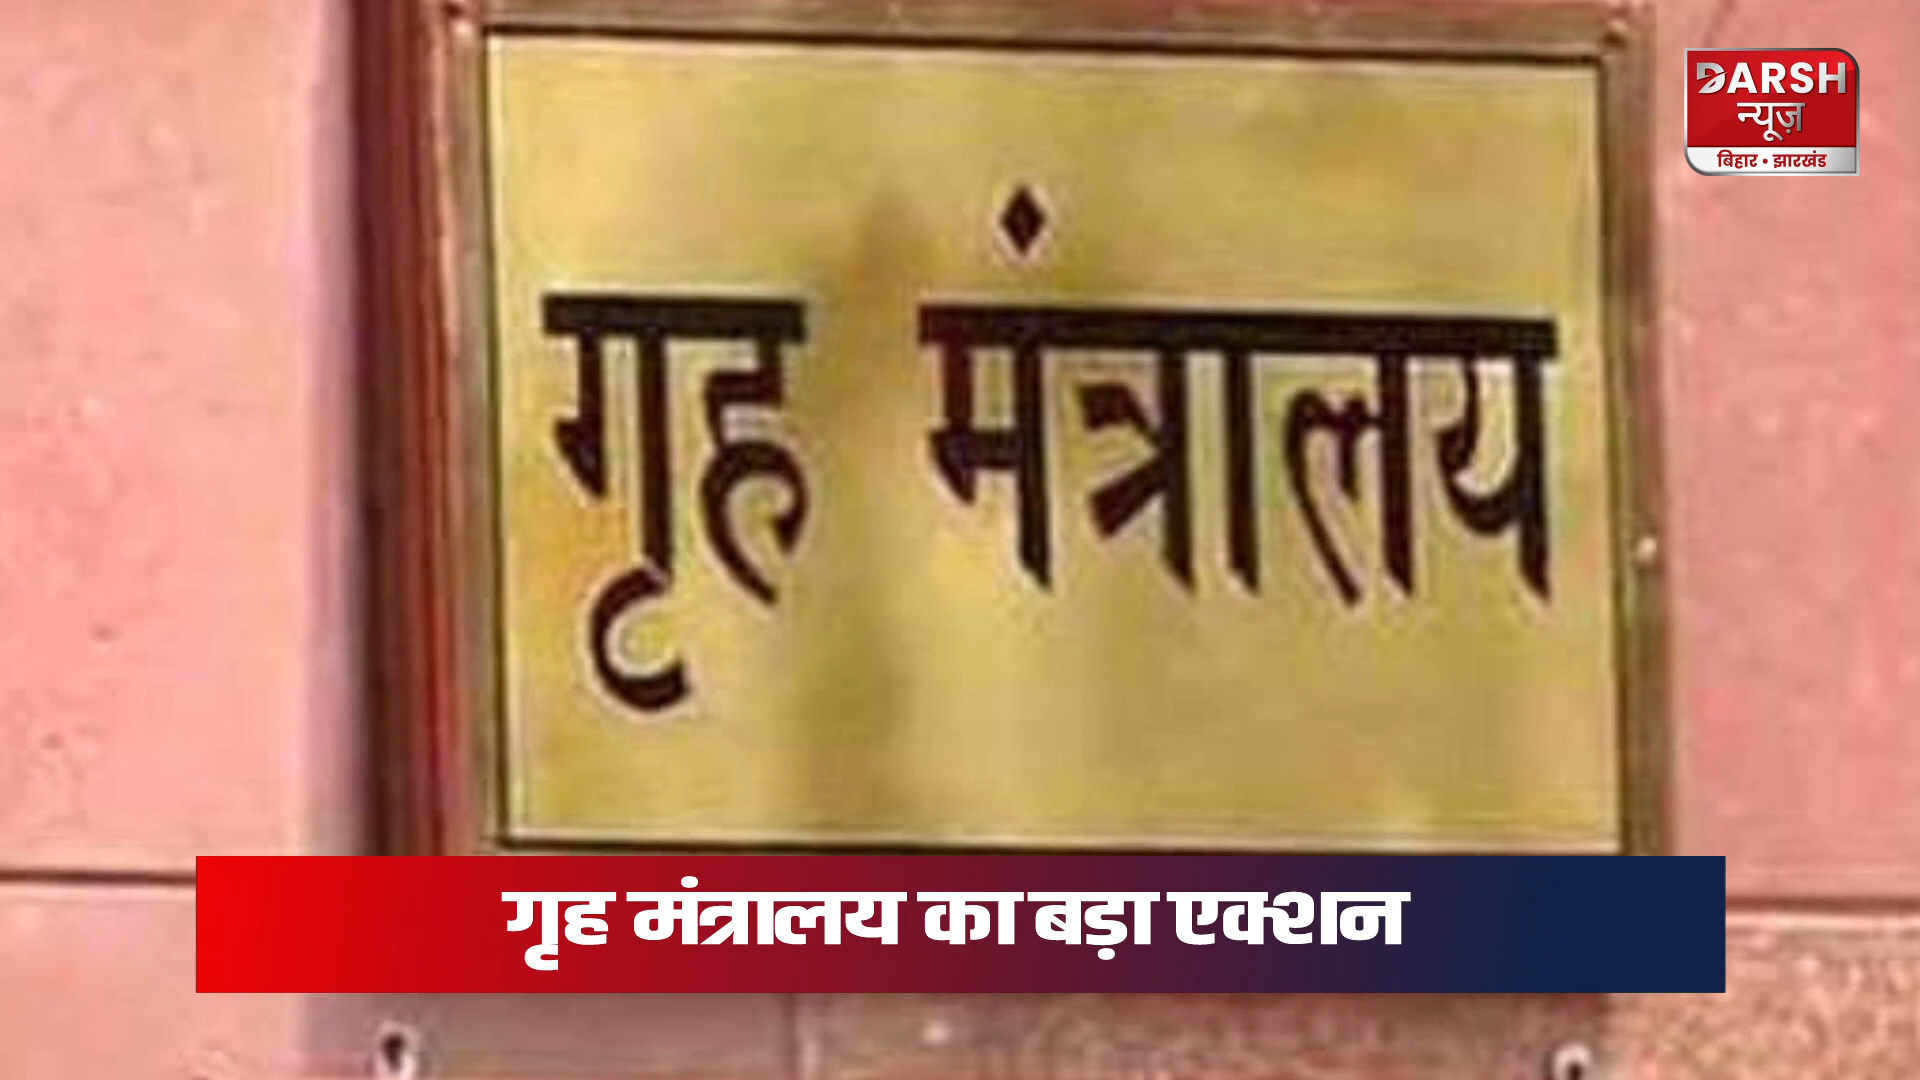 DARSH
न्यूज़
बिहार • झारखंड
गृह मंत्रालय
गृह मंत्रालय का बड़ा एक्शन